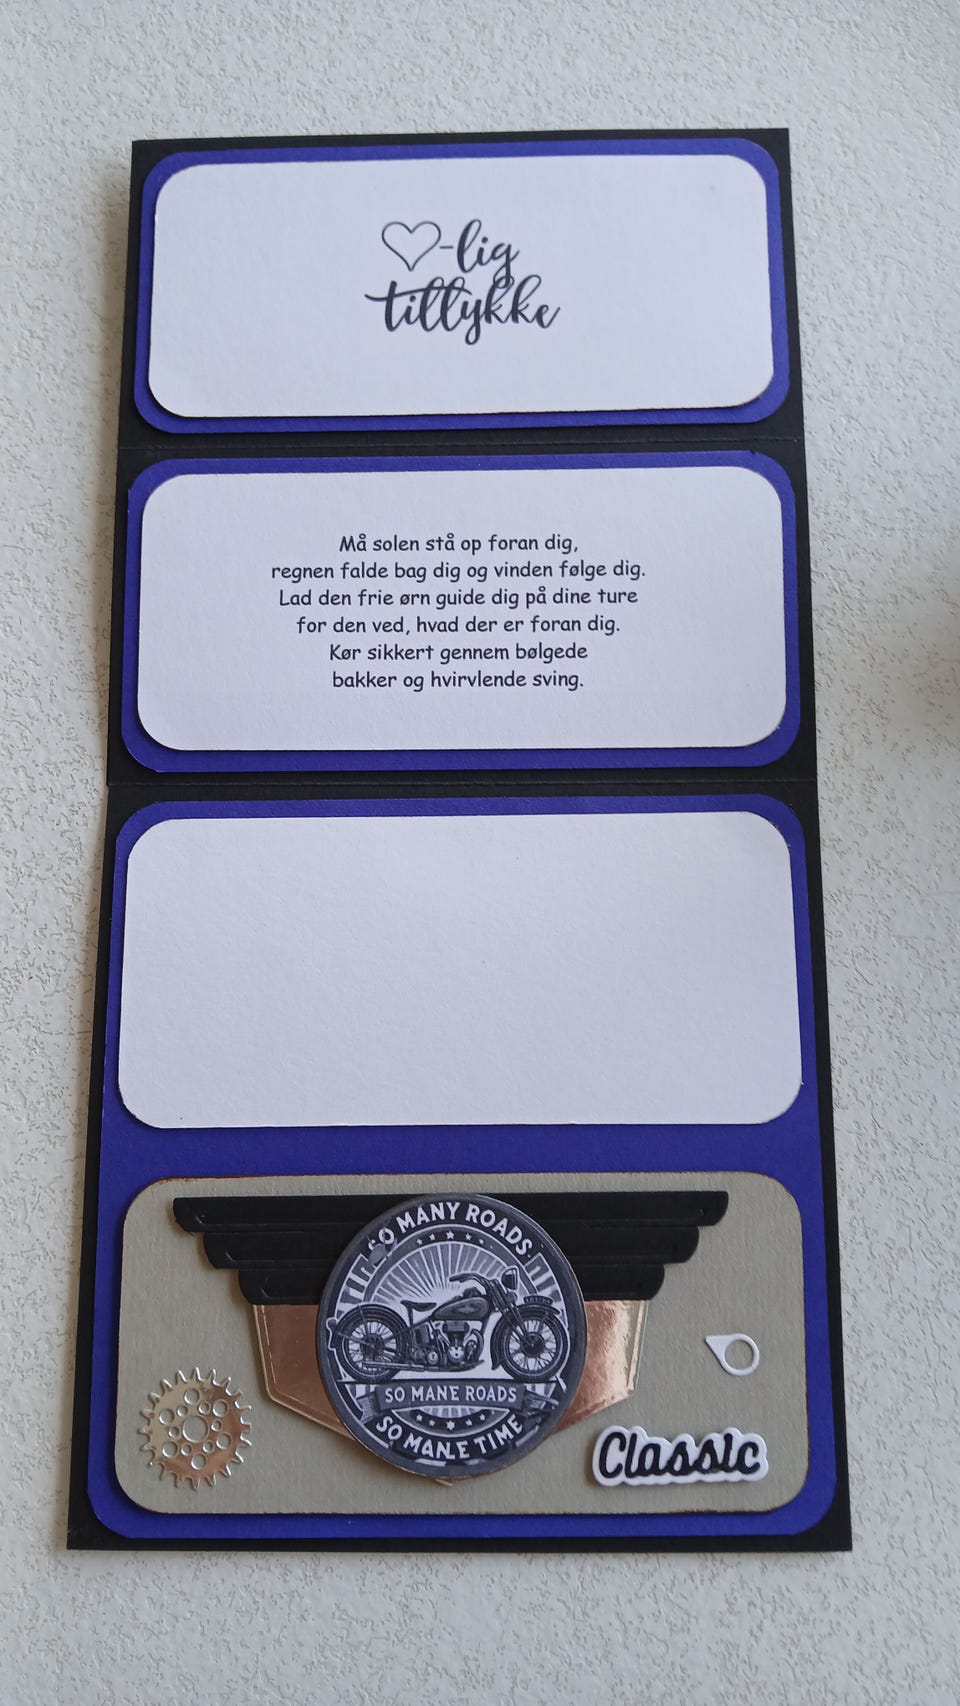 ♡-lig
tillykke
Må solen stå op foran dig,
regnen falde bag dig og vinden følge dig.
Lad den frie ørn guide dig på dine ture
for den ved, hvad der er foran dig.
Kør sikkert gennem bølgede
bakker og hvirvlende sving.
SO MANY ROADS
SO MANE ROADS
SO MANLE TIME
Classic